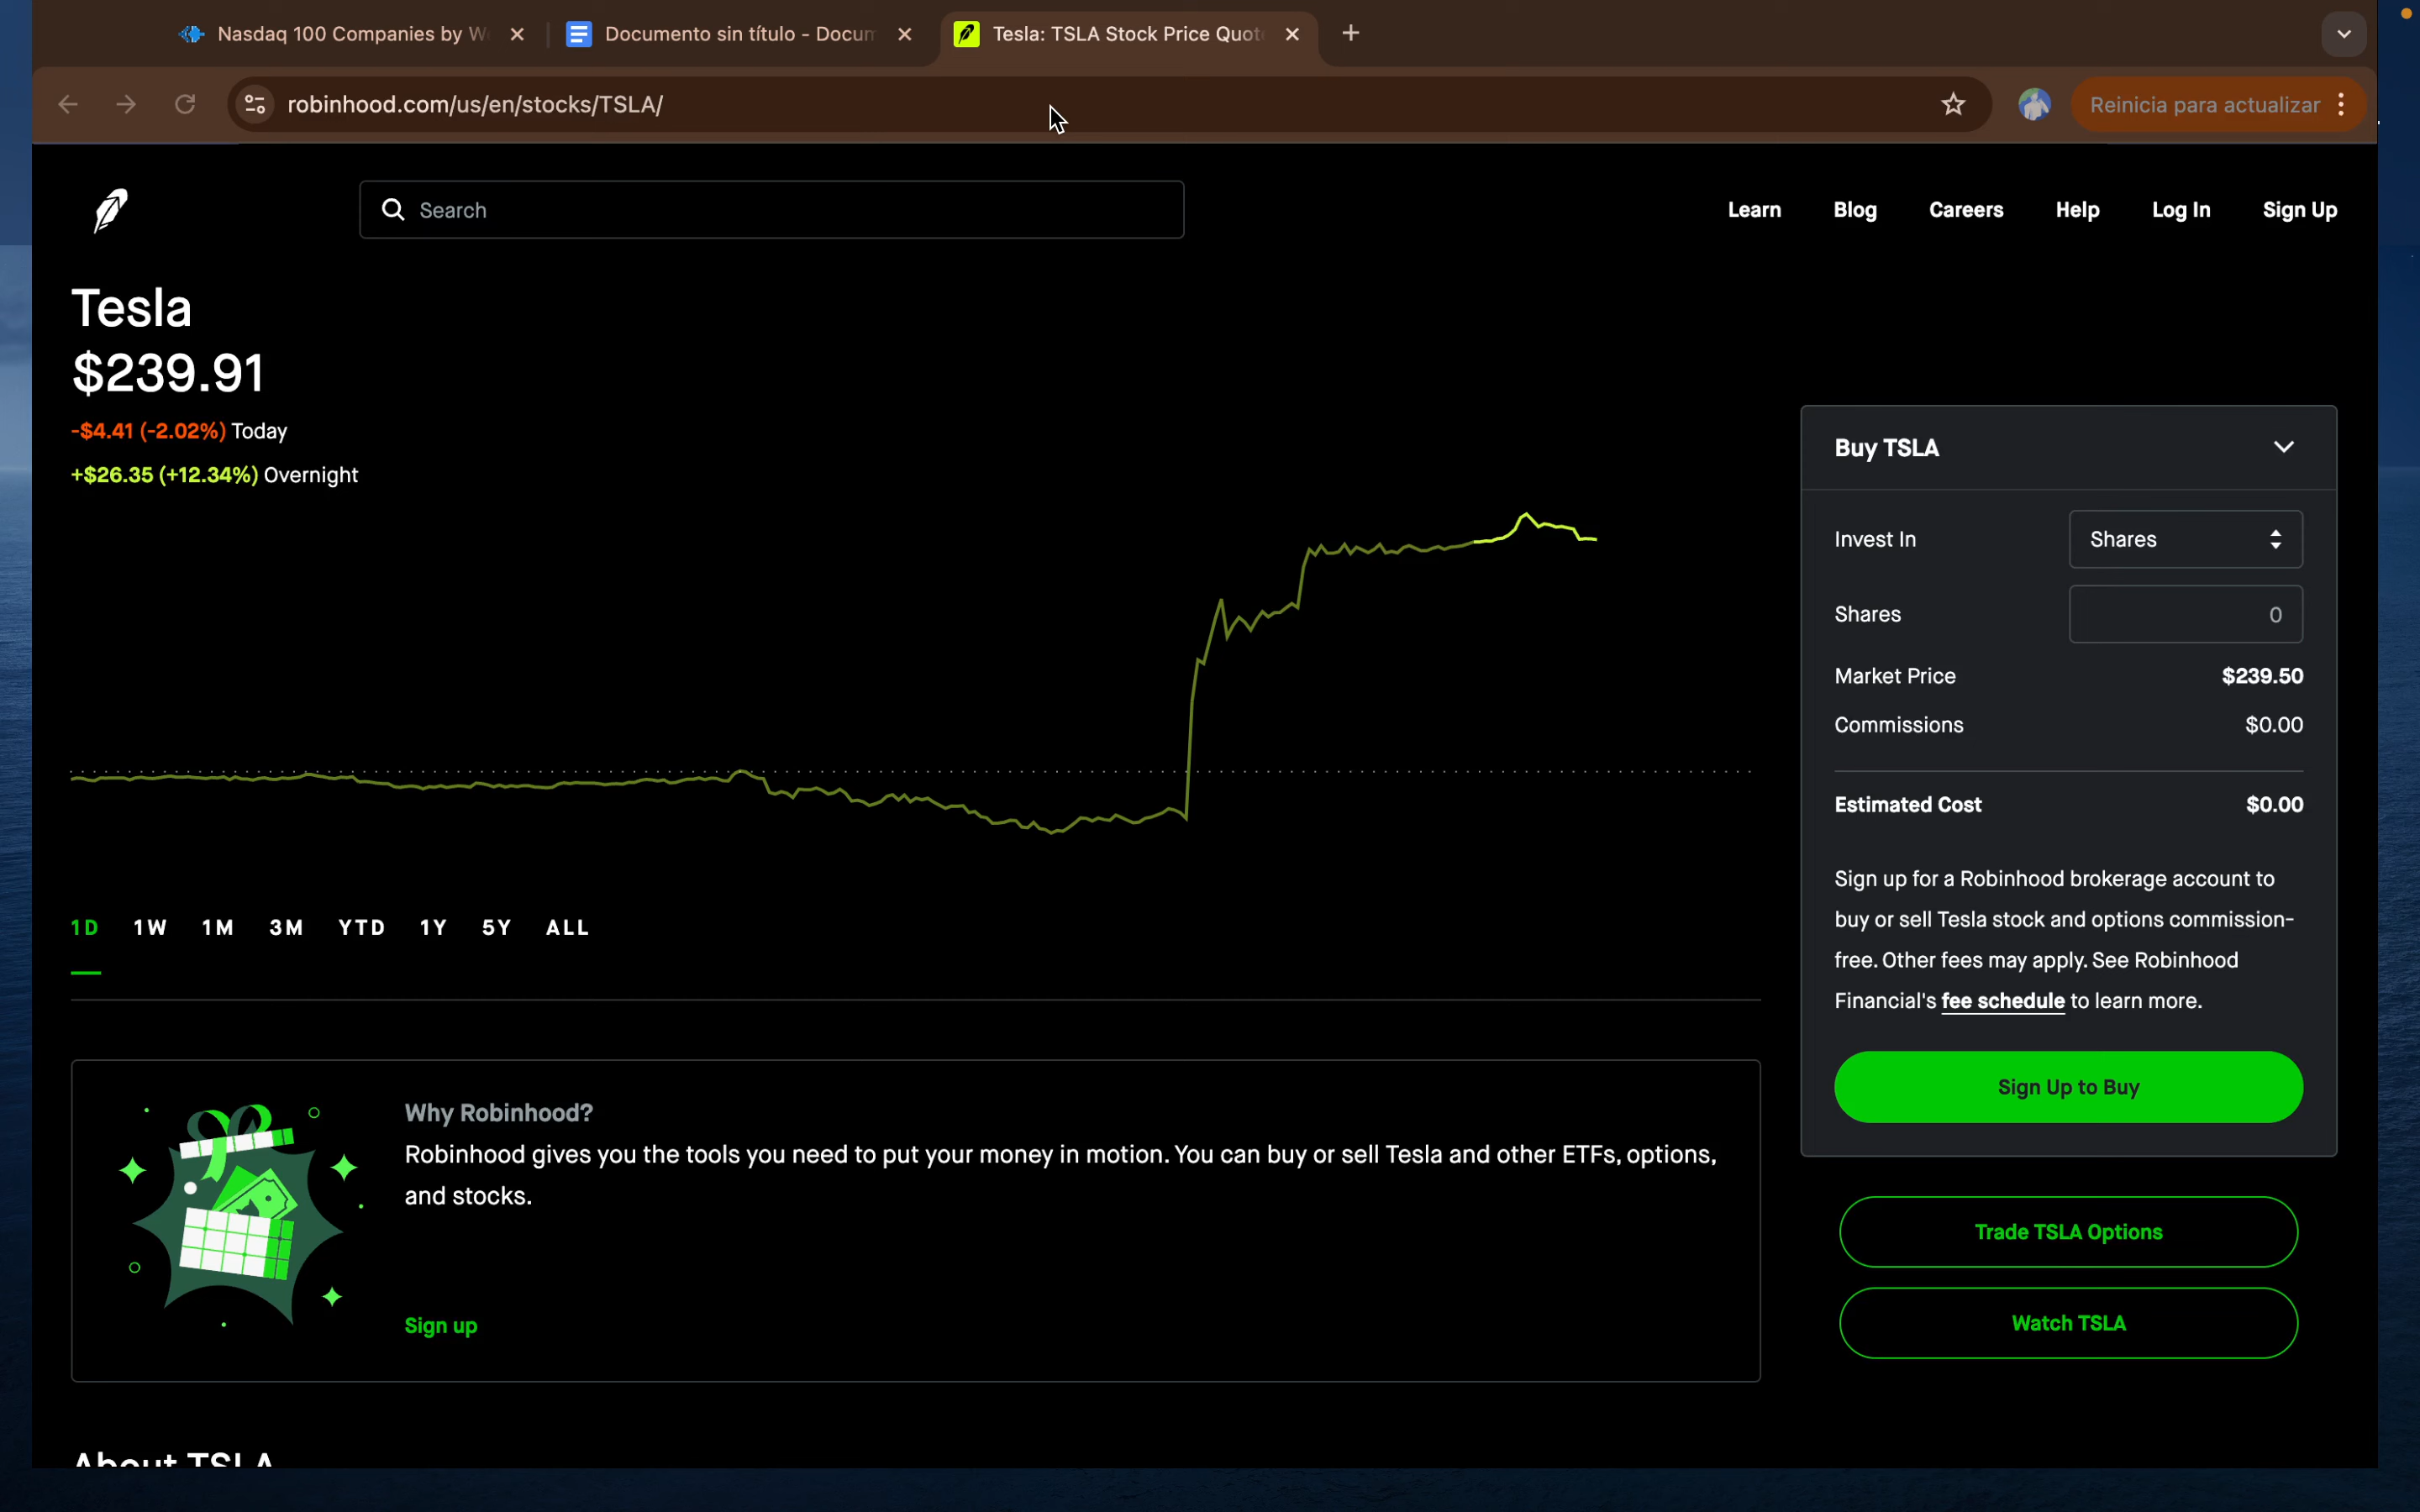 Nasdaq 100 Companies by W
Documento sin título - Docum
Tesla: TSLA Stock Price Quot
robinhood.com/us/en/stocks/TSLA/
Reinicia para actualizar
Search
Learn
Blog
Careers
Help
Log In
Sign Up
Tesla
$239.91
-$4.41 (-2.02%) Today
+$26.35 (+12.34%) Overnight
1D
1W
1M
3M
YTD
1Y
5Y
ALL
Why Robinhood?
Robinhood gives you the tools you need to put your money in motion. You can buy or sell Tesla and other ETFs, options,
and stocks.
Sign up
About TSLA
Buy TSLA
Invest In
Shares
Shares
0
Market Price
$239.50
Commissions
$0.00
Estimated Cost
$0.00
Sign up for a Robinhood brokerage account to
buy or sell Tesla stock and options commission-
free. Other fees may apply. See Robinhood
Financial's fee schedule to learn more.
Sign Up to Buy
Trade TSLA Options
Watch TSLA